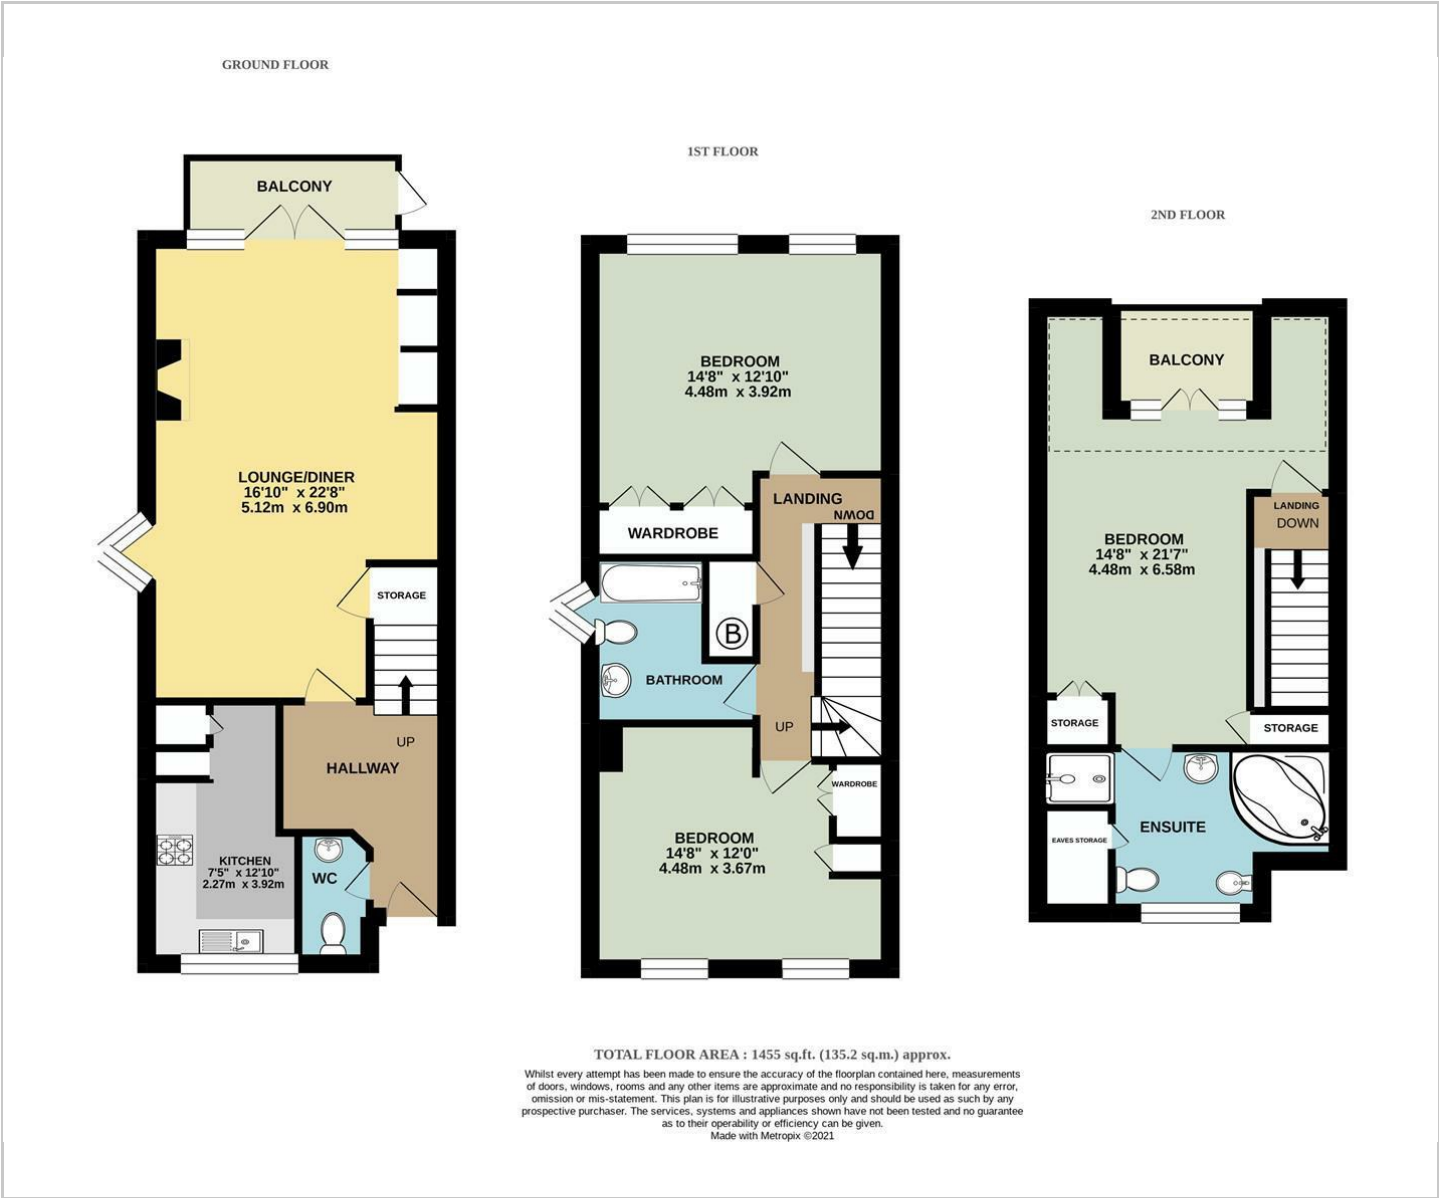 GROUND FLOOR
BALCONY
LOUNGE/DINER
16'10" x 22'8"
5.12m x 6.90m
STORAGE
UP
HALLWAY
KITCHEN
7'5" x 12'10"
2.27m x 3.92m
WC
1ST FLOOR
BEDROOM
14'8" x 12'10"
4.48m x 3.92m
LANDING
DOWN
WARDROBE
B
BATHROOM
UP
WARDROBE
BEDROOM
14'8" x 12'0"
4.48m x 3.67m
2ND FLOOR
BALCONY
LANDING
DOWN
BEDROOM
14'8" x 21'7"
4.48m x 6.58m
STORAGE
STORAGE
ENSUITE
EAVES STORAGE
TOTAL FLOOR AREA : 1455 sq.ft. (135.2 sq.m.) approx.
Whilst every attempt has been made to ensure the accuracy of the floorplan contained here, measurements
of doors, windows, rooms and any other items are approximate and no responsibility is taken for any error,
omission or mis-statement. This plan is for illustrative purposes only and should be used as such by any
prospective purchaser. The services, systems and appliances shown have not been tested and no guarantee
as to their operability or efficiency can be given.
Made with Metropix ©2021